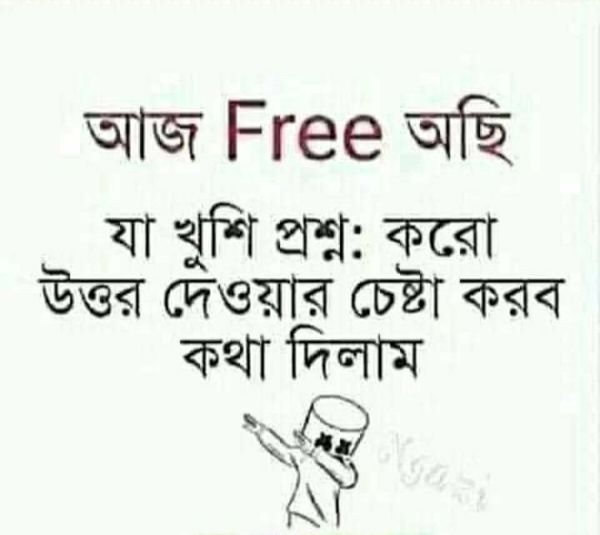 আজ Free অছি
যা খুশি প্রশ্ন: করো
উত্তর দেওয়ার চেষ্টা করব
কথা দিলাম